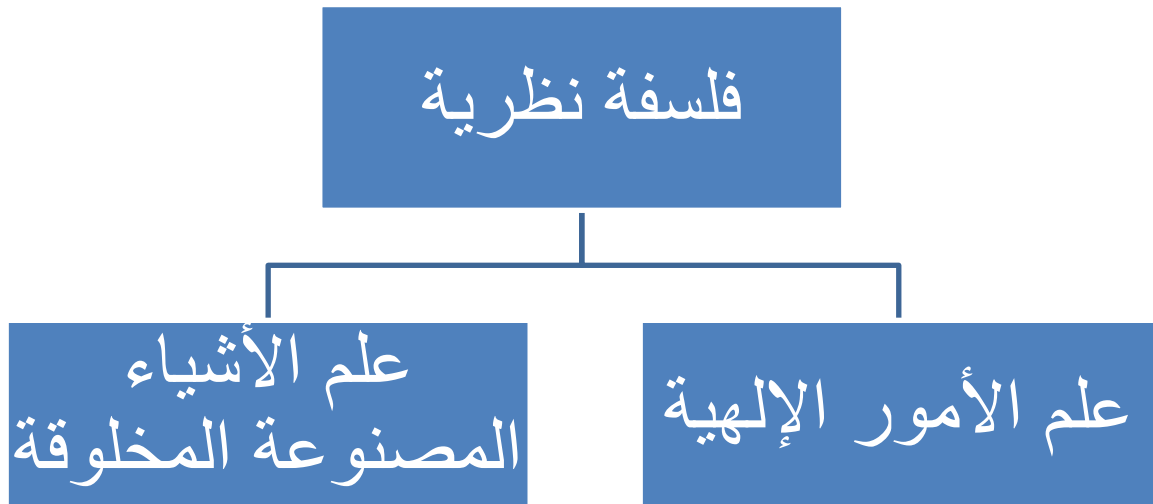 فلسفة نظرية
علم الأمور الإلهية
علم الأشياء
المصنوعة المخلوقة